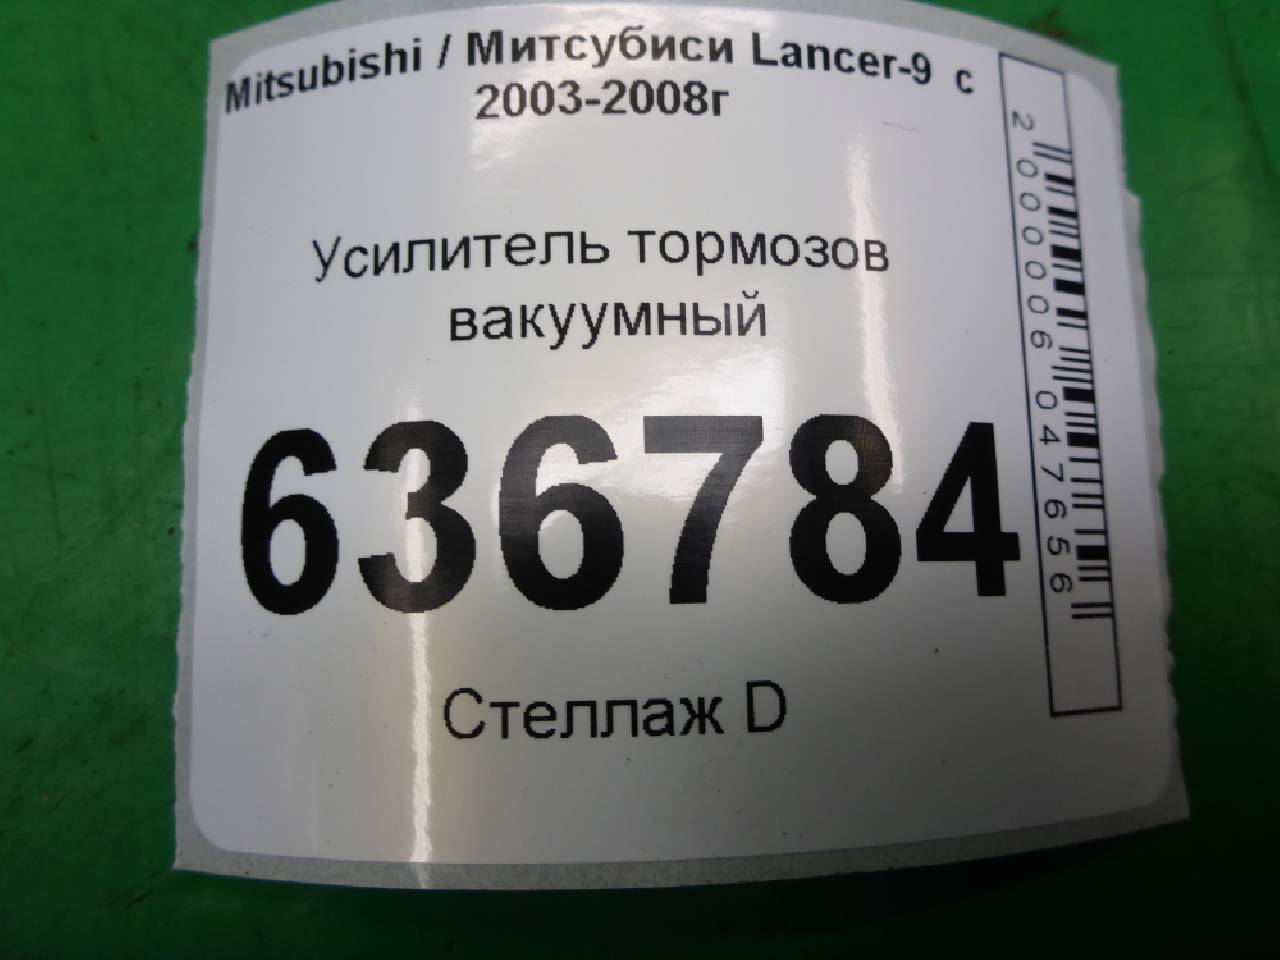 Mitsubishi / Митсубиси Lancer-9 с
2003-2008г
Усилитель тормозов
вакуумный
636784
Стеллаж D
2000006047656